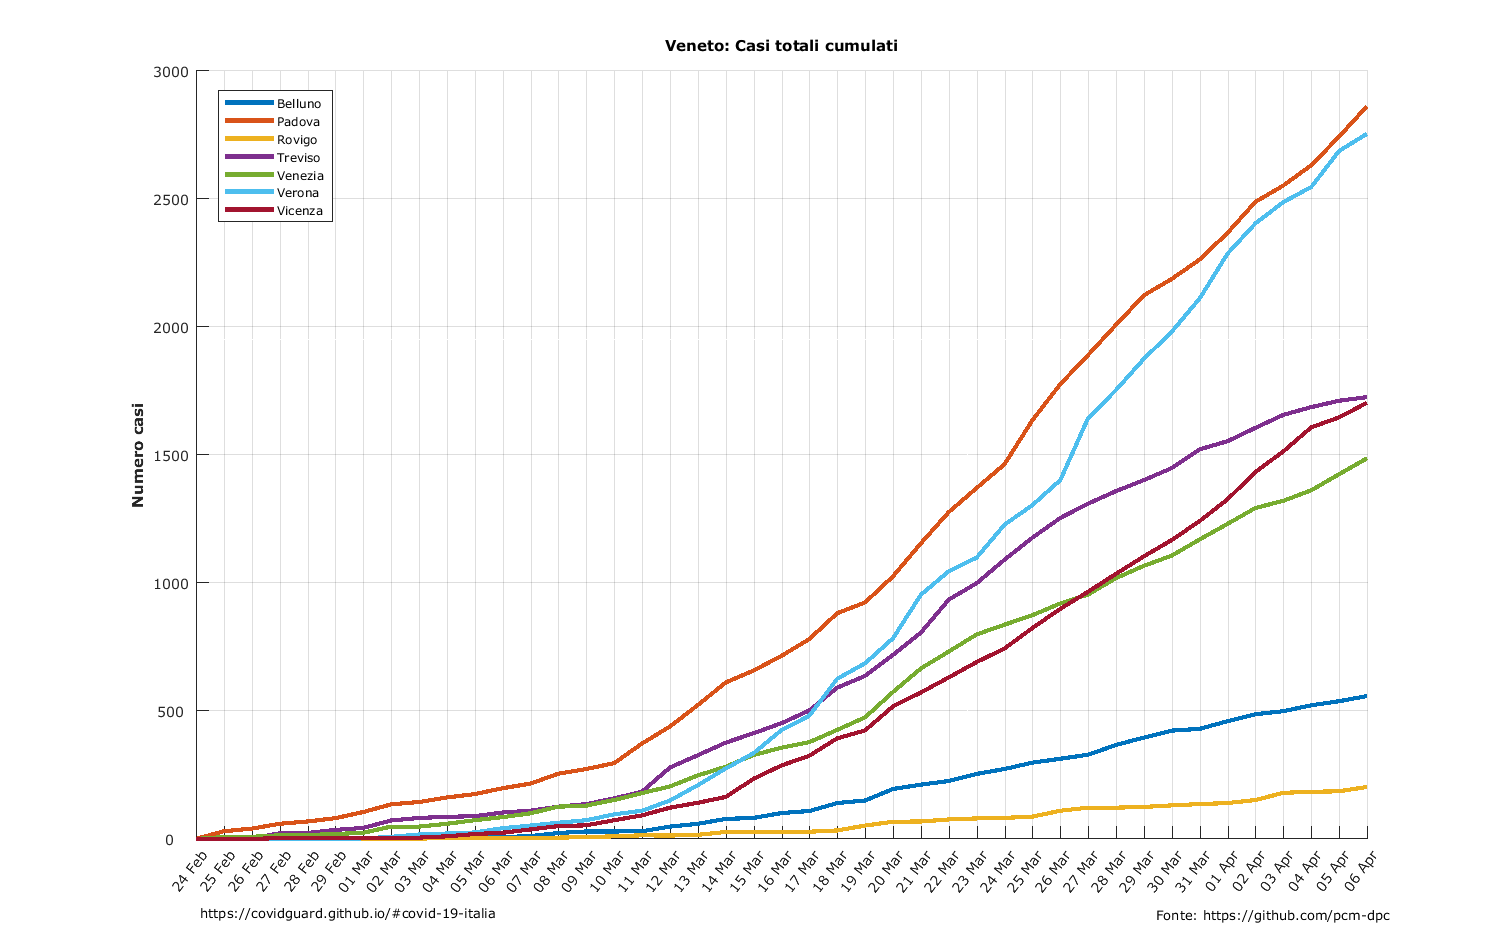 Veneto: Casi totali cumulati
3000
2500
2000
1500
1000
500
0
Numero casi
Belluno
Padova
Rovigo
Treviso
Venezia
Verona
Vicenza
24 Feb
25 Feb
26 Feb
27 Feb
28 Feb
29 Feb
01 Mar
02 Mar
03 Mar
04 Mar
05 Mar
06 Mar
07 Mar
08 Mar
09 Mar
10 Mar
11 Mar
12 Mar
13 Mar
14 Mar
15 Mar
16 Mar
17 Mar
18 Mar
19 Mar
20 Mar
21 Mar
22 Mar
23 Mar
24 Mar
25 Mar
26 Mar
27 Mar
28 Mar
29 Mar
30 Mar
31 Mar
01 Apr
02 Apr
03 Apr
04 Apr
05 Apr
06 Apr
https://covidguard.github.io/#covid-19-italia
Fonte: https://github.com/pcm-dpc